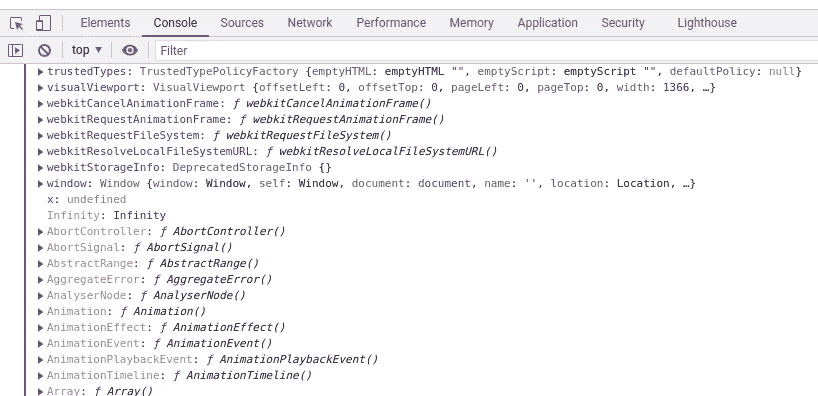 Elements Console Sources Network Performance Memory Application Security Lighthouse
top Filter
trustedTypes: TrustedTypePolicyFactory {emptyHTML: emptyHTML "", emptyScript: emptyScript "", defaultPolicy: null}
visualViewport: VisualViewport {offsetLeft: 0, offsetTop: 0, pageLeft: 0, pageTop: 0, width: 1366, …}
webkitCancelAnimationFrame: ƒ webkitCancelAnimationFrame()
webkitRequestAnimationFrame: ƒ webkitRequestAnimationFrame()
webkitRequestFileSystem: ƒ webkitRequestFileSystem()
webkitResolveLocalFileSystemURL: ƒ webkitResolveLocalFileSystemURL()
webkitStorageInfo: DeprecatedStorageInfo {}
window: Window {window: Window, self: Window, document: document, name: '', location: Location, …}
x: undefined
Infinity: Infinity
AbortController: ƒ AbortController()
AbortSignal: ƒ AbortSignal()
AbstractRange: ƒ AbstractRange()
AggregateError: ƒ AggregateError()
AnalyserNode: ƒ AnalyserNode()
Animation: ƒ Animation()
AnimationEffect: ƒ AnimationEffect()
AnimationEvent: ƒ AnimationEvent()
AnimationPlaybackEvent: ƒ AnimationPlaybackEvent()
AnimationTimeline: ƒ AnimationTimeline()
Array: ƒ Array()